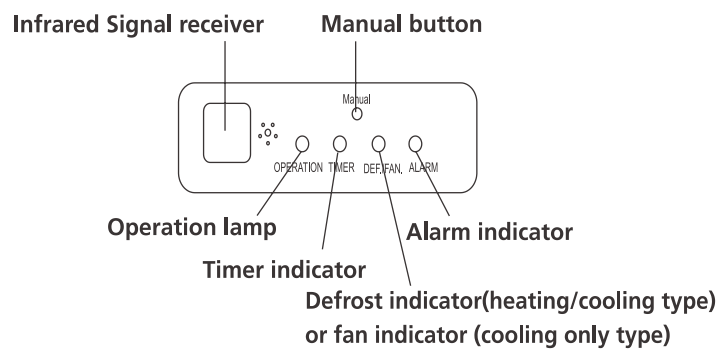 Infrared Signal receiver Manual button
Manual
OPERATION TIMER DEF./FAN. ALARM
Operation lamp Alarm indicator
Timer indicator
Defrost indicator(heating/cooling type)
or fan indicator (cooling only type)